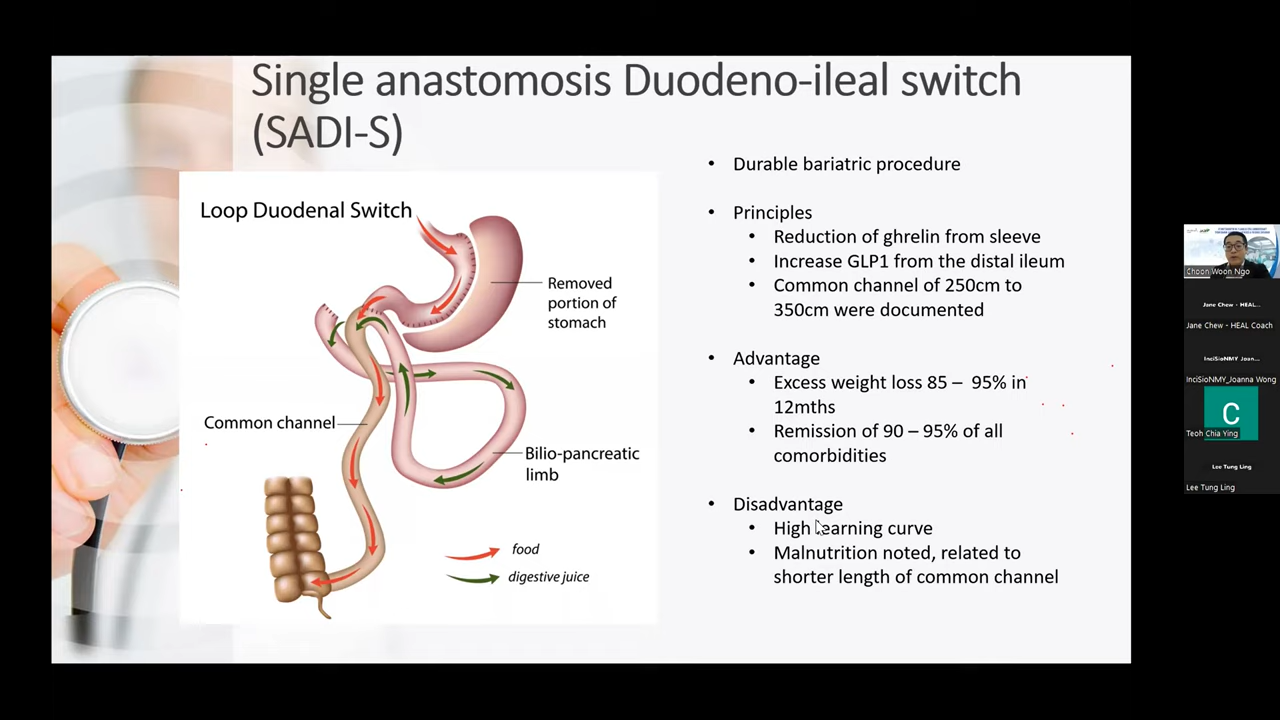 Single anastomosis Duodeno-ileal switch
(SADI-S)
Loop Duodenal Switch
Removed
portion of
stomach
Common channel
Bilio-pancreatic
limb
food
digestive juice
• Durable bariatric procedure
• Principles
• Reduction of ghrelin from sleeve
• Increase GLP1 from the distal ileum
• Common channel of 250cm to
350cm were documented
• Advantage
• Excess weight loss 85 – 95% in
12mths
• Remission of 90 – 95% of all
comorbidities
• Disadvantage
• High learning curve
• Malnutrition noted, related to
shorter length of common channel
Choon Woon Ngo
Jane Chew - HEAL...
Jane Chew - HEAL Coach
InciSioNMY_Joan...
InciSioNMY_Joanna Wong
C
Teoh Chia Ying
Lee Tung Ling
Lee Tung Ling